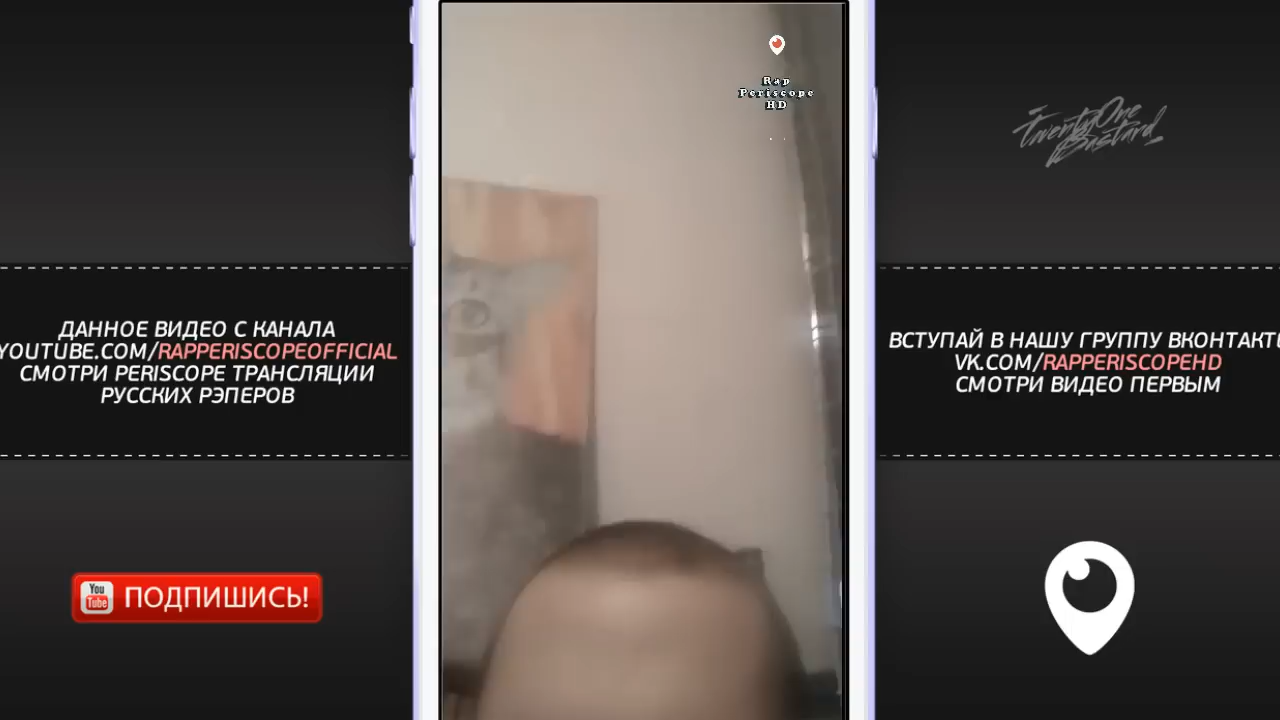 Rap
Periscope
HD
TwentyOne
Bastard
ДАННОЕ ВИДЕО С КАНАЛА
YOUTUBE.COM/RAPPERISCOPEOFFICIAL
СМОТРИ PERISCOPE ТРАНСЛЯЦИИ
РУССКИХ РЭПЕРОВ
ВСТУПАЙ В НАШУ ГРУППУ ВКОНТАКТЕ
VK.COM/RAPPERISCOPEHD
СМОТРИ ВИДЕО ПЕРВЫМ
You
Tube
ПОДПИШИСЬ!